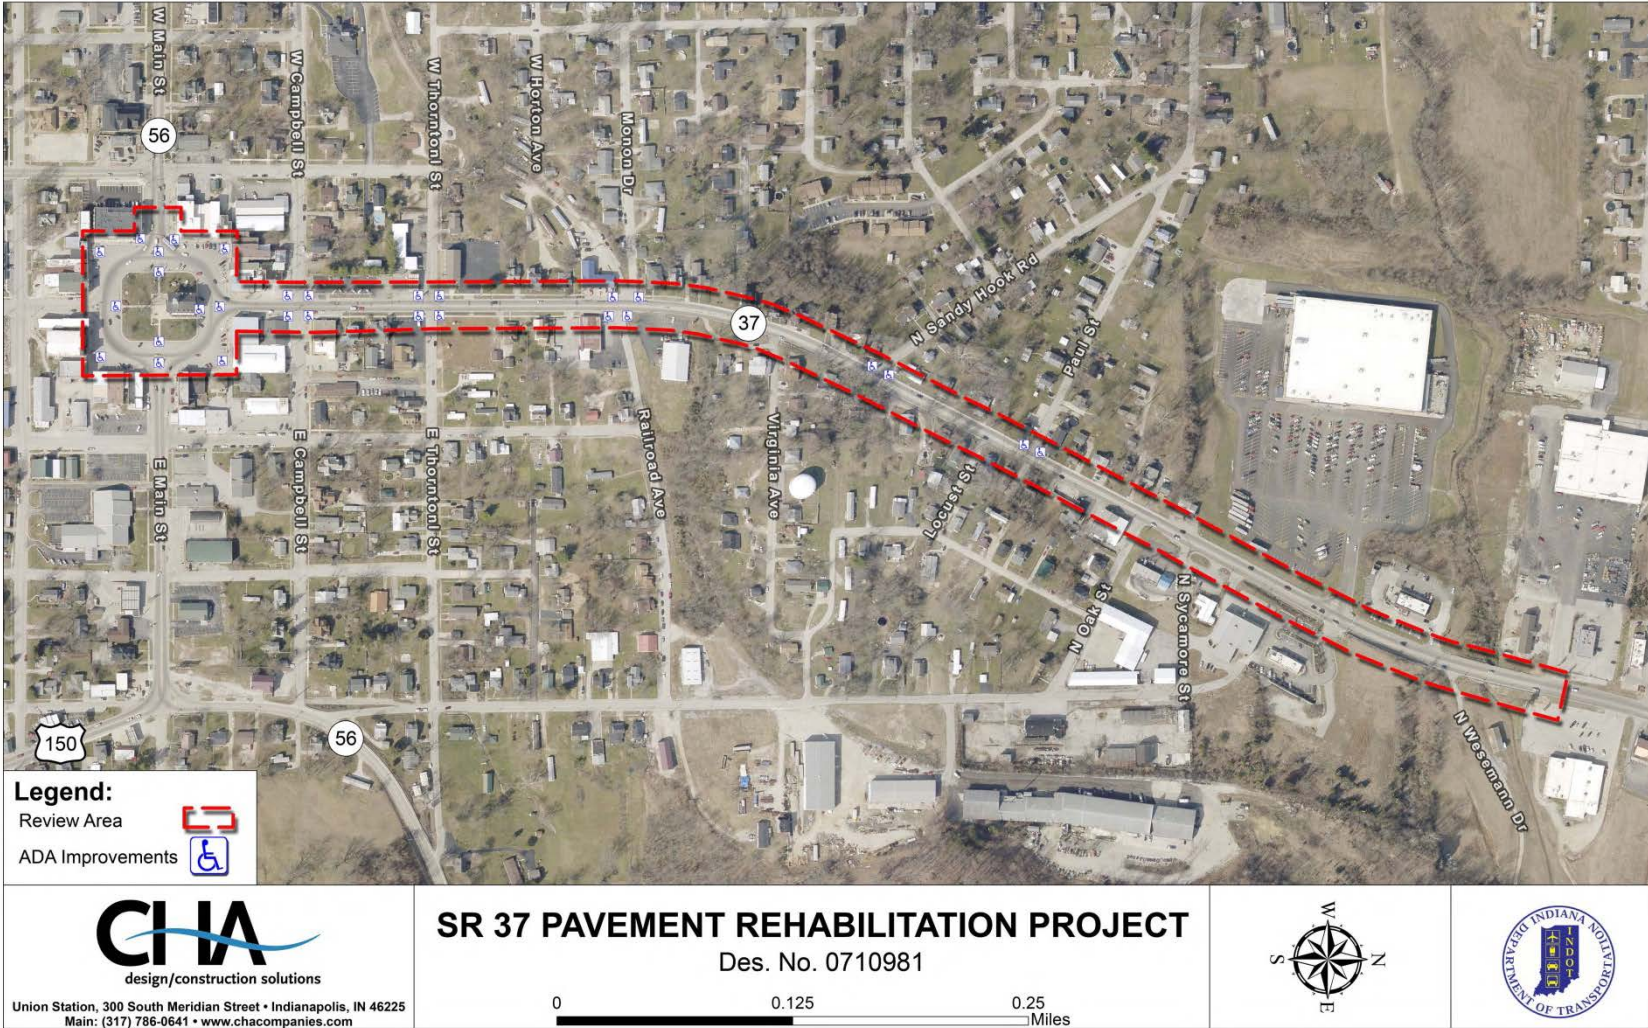 W Main St
W Campbell St
W Thornton St
W Horton Ave
Monon Dr
56
37
N Sandy Hook Rd
Paul St
E Main St
E Campbell St
E Thornton St
Railroad Ave
Virginia Ave
Locust St
N Oak St
N Sycamore St
N Wesemann Dr
150
56
Legend:
Review Area
ADA Improvements
CHA
design/construction solutions
Union Station, 300 South Meridian Street • Indianapolis, IN 46225
Main: (317) 786-0641 • www.chacompanies.com
SR 37 PAVEMENT REHABILITATION PROJECT
Des. No. 0710981
0 0.125 0.25
Miles
W
S N
E
INDIANA
DEPARTMENT OF TRANSPORTATION
INDOT